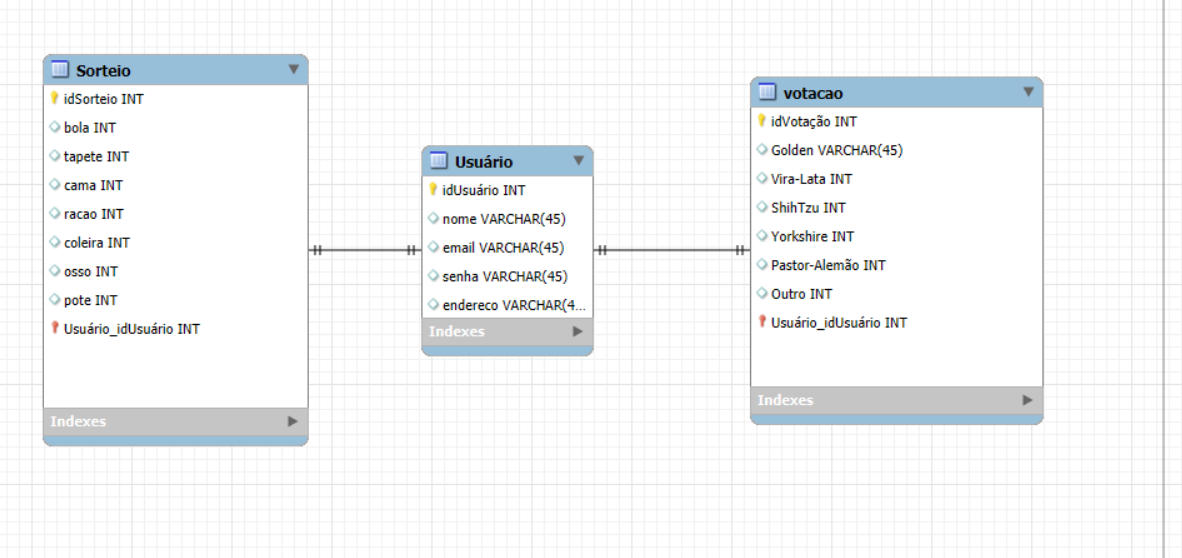 Sorteio
idSorteio INT
bola INT
tapete INT
cama INT
racao INT
coleira INT
osso INT
pote INT
Usuário_idUsuário INT
Indexes
Usuário
idUsuário INT
nome VARCHAR(45)
email VARCHAR(45)
senha VARCHAR(45)
endereco VARCHAR(4...
Indexes
votacao
idVotação INT
Golden VARCHAR(45)
Vira-Lata INT
ShihTzu INT
Yorkshire INT
Pastor-Alemão INT
Outro INT
Usuário_idUsuário INT
Indexes